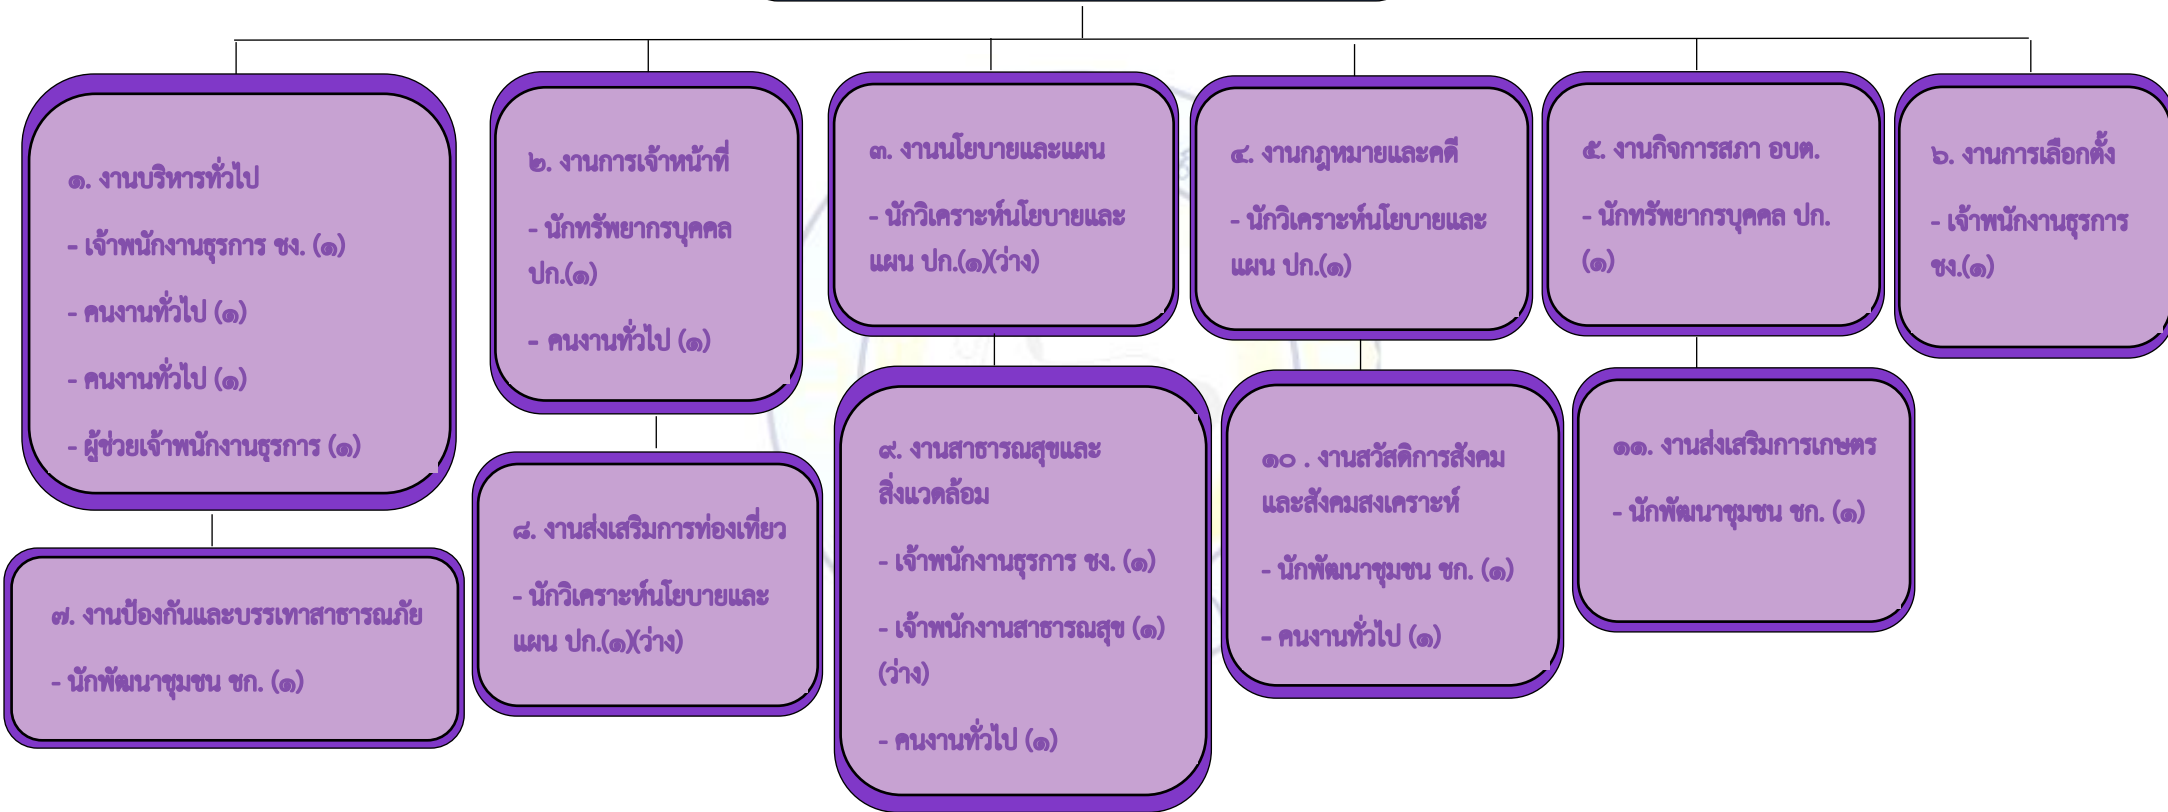 ๑. งานบริหารทั่วไป
- เจ้าพนักงานธุรการ ชง. (๑)
- คนงานทั่วไป (๑)
- คนงานทั่วไป (๑)
- ผู้ช่วยเจ้าพนักงานธุรการ (๑)
๒. งานการเจ้าหน้าที่
- นักทรัพยากรบุคคล
ปก.(๑)
- คนงานทั่วไป (๑)
๓. งานนโยบายและแผน
- นักวิเคราะห์นโยบายและ
แผน ปก.(๑)(ว่าง)
๔. งานกฎหมายและคดี
- นักวิเคราะห์นโยบายและ
แผน ปก.(๑)
๕. งานกิจการสภา อบต.
- นักทรัพยากรบุคคล ปก.
(๑)
๖. งานการเลือกตั้ง
- เจ้าพนักงานธุรการ
ชง.(๑)
๗. งานป้องกันและบรรเทาสาธารณภัย
- นักพัฒนาชุมชน ชก. (๑)
๘. งานส่งเสริมการท่องเที่ยว
- นักวิเคราะห์นโยบายและ
แผน ปก.(๑)(ว่าง)
๙. งานสาธารณสุขและ
สิ่งแวดล้อม
- เจ้าพนักงานธุรการ ชง. (๑)
- เจ้าพนักงานสาธารณสุข (๑)
(ว่าง)
- คนงานทั่วไป (๑)
๑๐ . งานสวัสดิการสังคม
และสังคมสงเคราะห์
- นักพัฒนาชุมชน ชก. (๑)
- คนงานทั่วไป (๑)
๑๑. งานส่งเสริมการเกษตร
- นักพัฒนาชุมชน ชก. (๑)